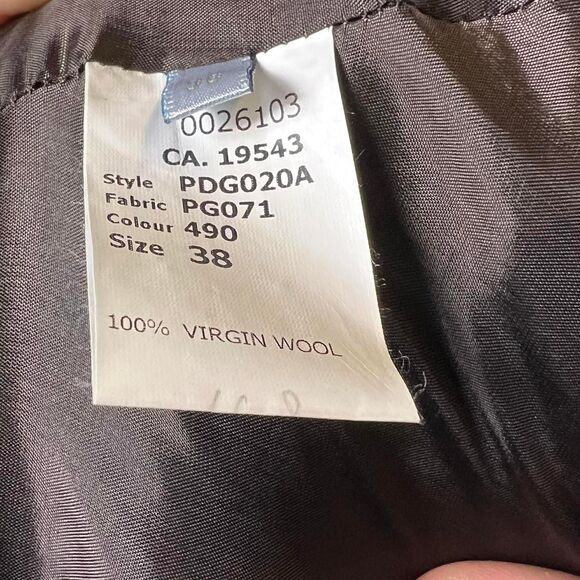 0026103
CA. 19543
Style PDG020A
Fabric PG071
Colour 490
Size 38
100% VIRGIN WOOL